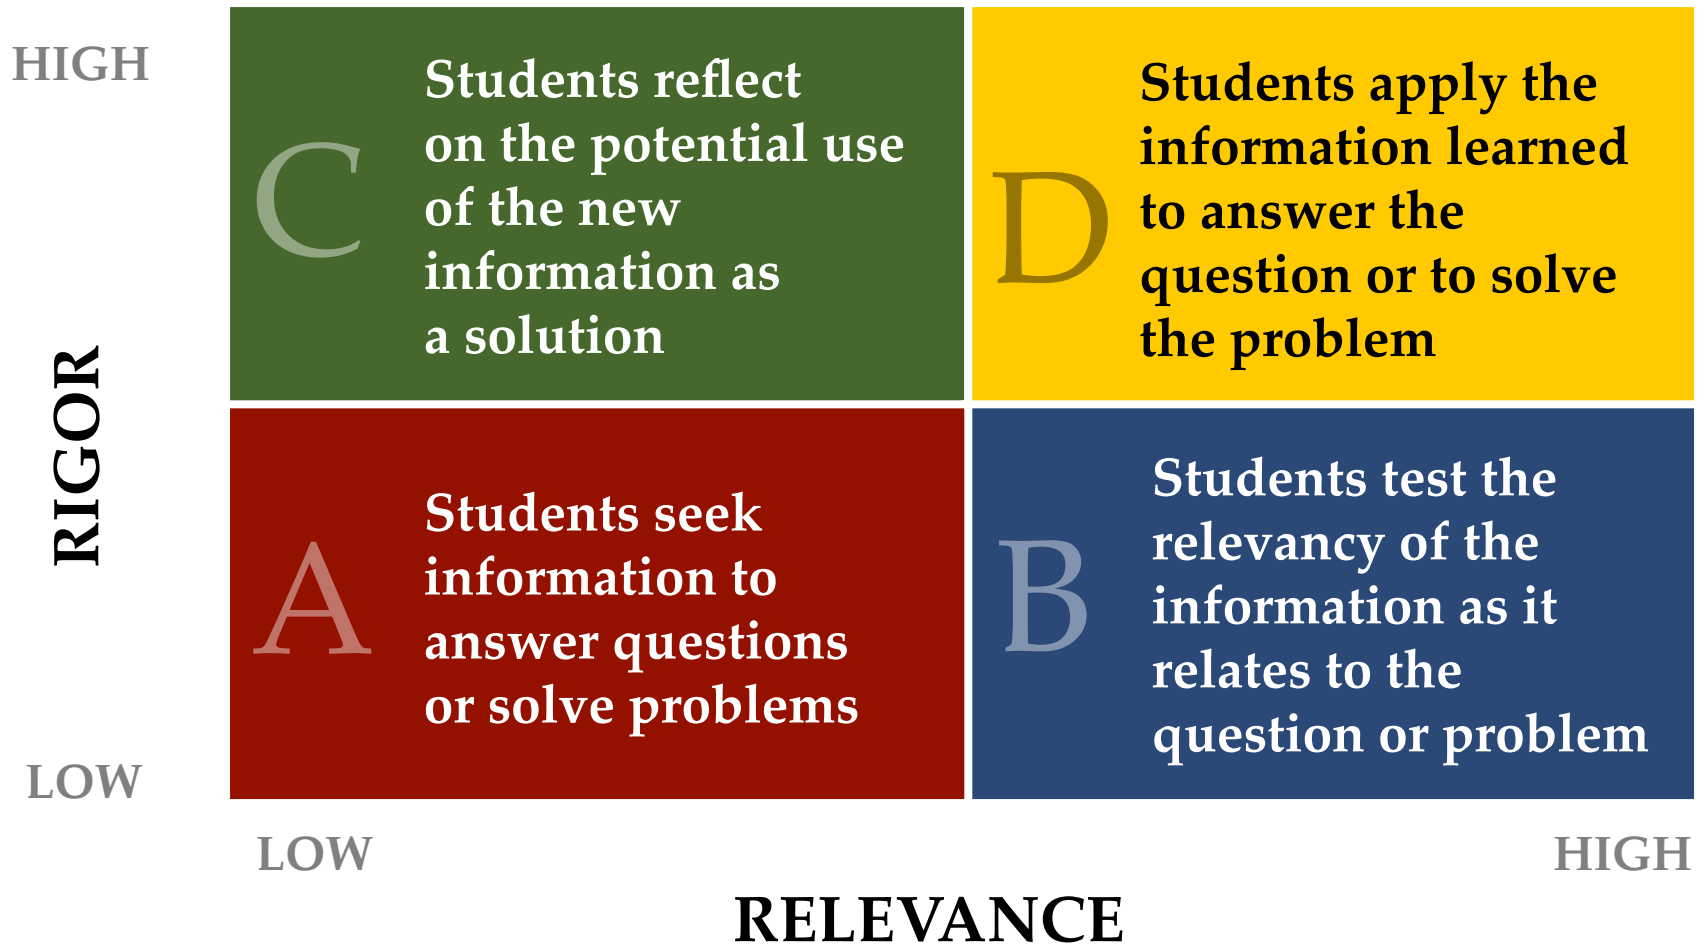 HIGH
C
Students reflect
on the potential use
of the new
information as
a solution
D
Students apply the
information learned
to answer the
question or to solve
the problem
RIGOR
A
Students seek
information to
answer questions
or solve problems
B
Students test the
relevancy of the
information as it
relates to the
question or problem
LOW
LOW
HIGH
RELEVANCE